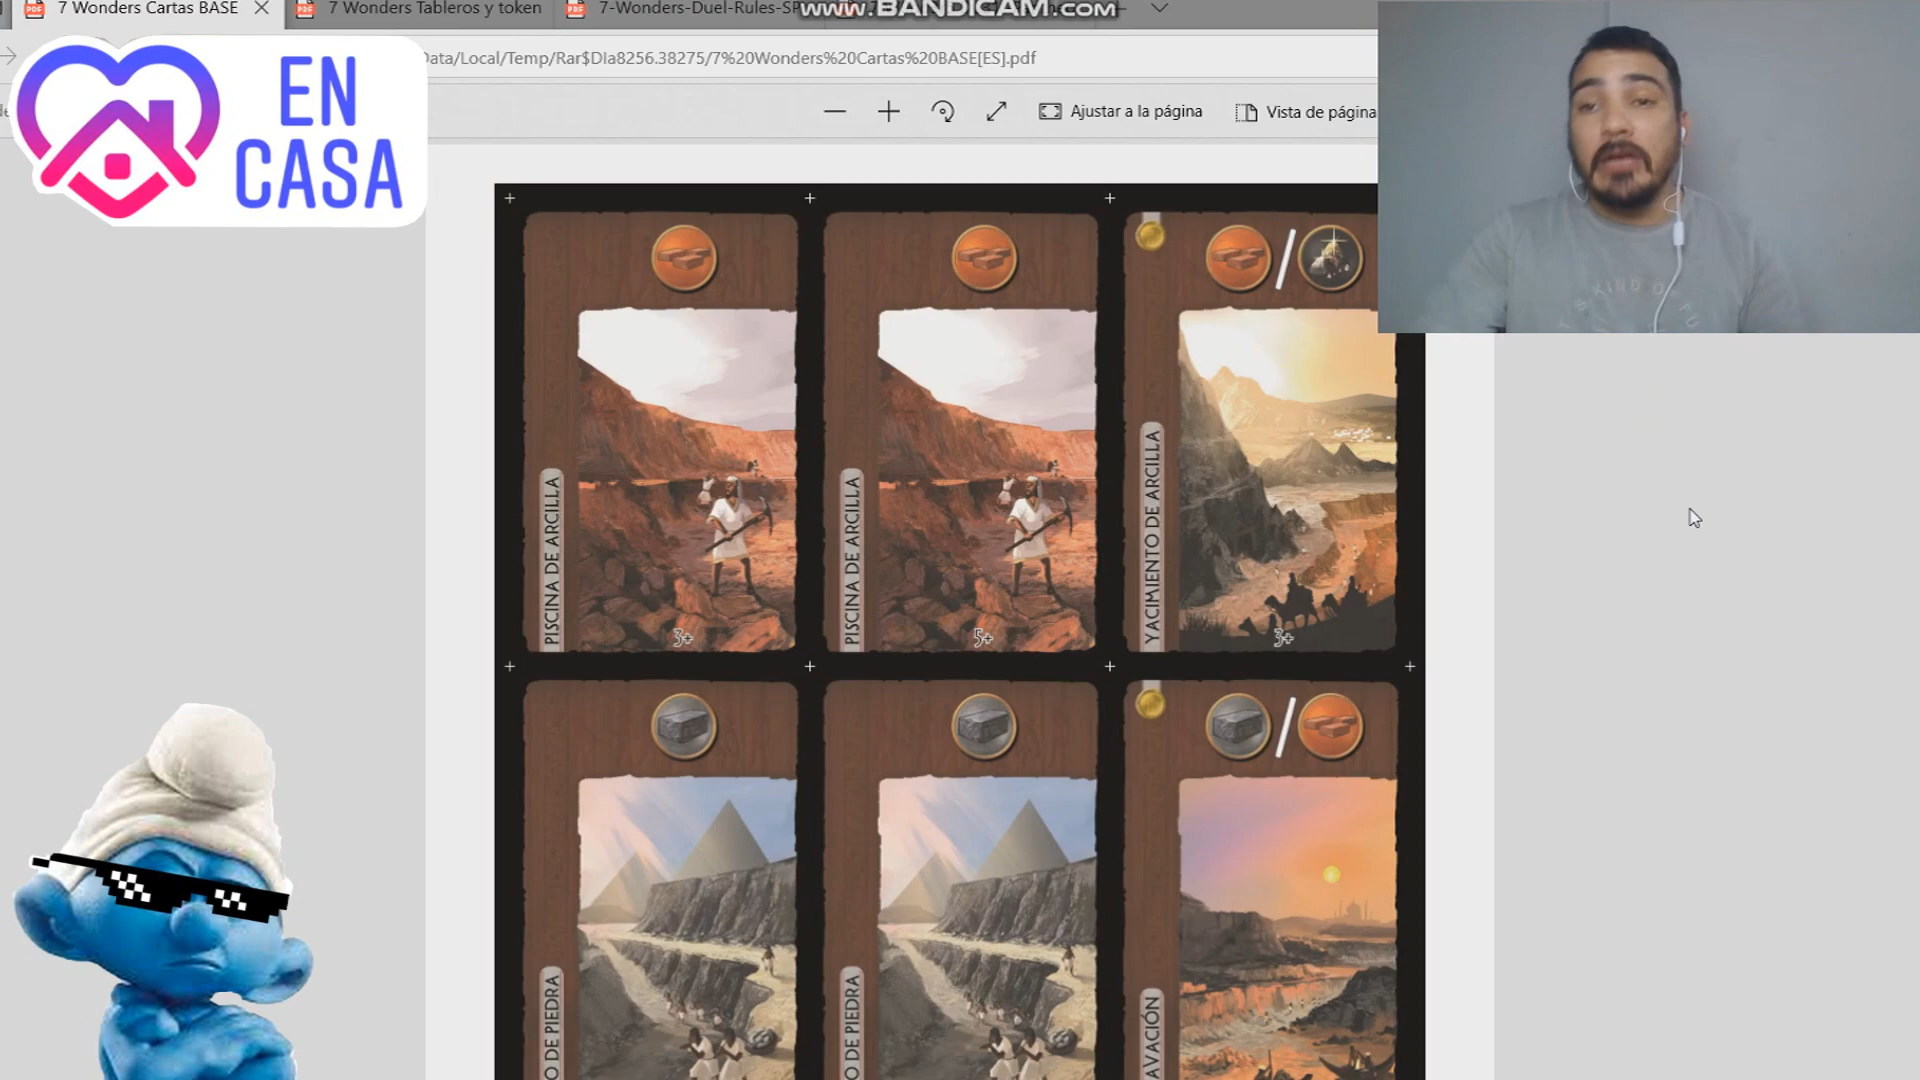 7 Wonders Cartas BASE
7 Wonders Tableros y token
7-Wonders-Duel-Rules-SP
www.BANDICAM.com
Data/Local/Temp/Rar$DIa8256.38275/7%20Wonders%20Cartas%20BASE[ES].pdf
Ajustar a la página
Vista de página
EN
CASA
PISCINA DE ARCILLA
3+
PISCINA DE ARCILLA
5+
YACIMIENTO DE ARCILLA
3+
O DE PIEDRA
O DE PIEDRA
AVACIÓN